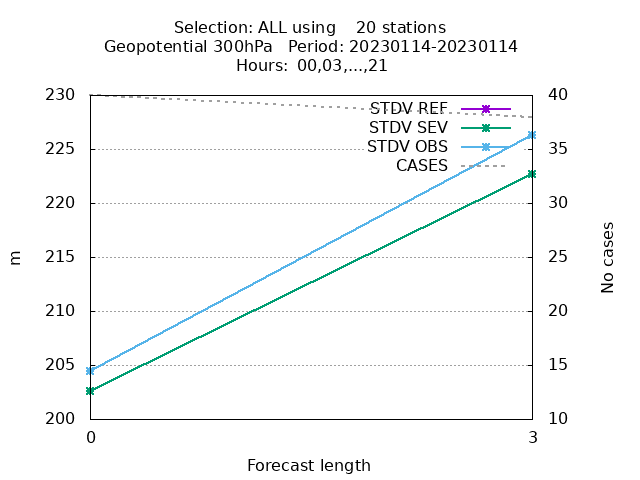 Selection: ALL using    20 stations
Geopotential 300hPa   Period: 20230114-20230114
Hours:  00,03,...,21
230
225
220
215
210
205
200
m
40
35
30
25
20
15
10
No cases
STDV REF
STDV SEV
STDV OBS
CASES
0
3
Forecast length